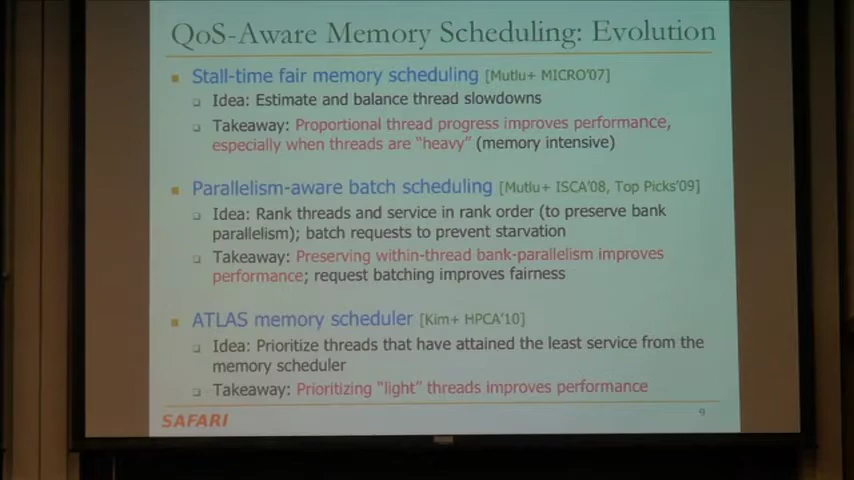 QoS-Aware Memory Scheduling: Evolution
Stall-time fair memory scheduling [Mutlu+ MICRO'07]
Idea: Estimate and balance thread slowdowns
Takeaway: Proportional thread progress improves performance,
especially when threads are "heavy" (memory intensive)
Parallelism-aware batch scheduling [Mutlu+ ISCA'08, Top Picks'09]
Idea: Rank threads and service in rank order (to preserve bank
parallelism); batch requests to prevent starvation
Takeaway: Preserving within-thread bank-parallelism improves
performance; request batching improves fairness
ATLAS memory scheduler [Kim+ HPCA'10]
Idea: Prioritize threads that have attained the least service from the
memory scheduler
Takeaway: Prioritizing "light" threads improves performance
SAFARI
9